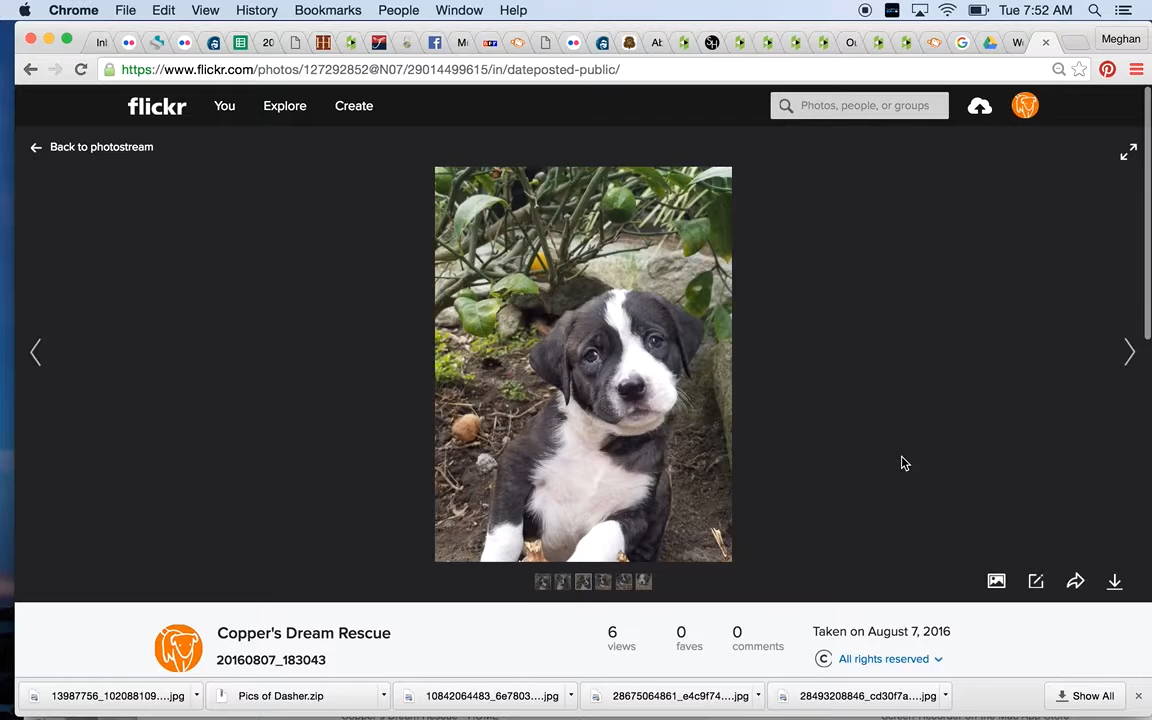 Chrome File Edit View History Bookmarks People Window Help Tue 7:52 AM
20 Meghan
https://www.flickr.com/photos/127292852@N07/29014499615/in/dateposted-public/
flickr You Explore Create Photos, people, or groups
Back to photostream
Copper's Dream Rescue
20160807_183043
6 views
0 faves
0 comments
Taken on August 7, 2016
All rights reserved
13987756_102088109....jpg Pics of Dasher.zip 10842064483_6e7803....jpg 28675064861_e4c9f74....jpg 28493208846_cd30f7a....jpg Show All